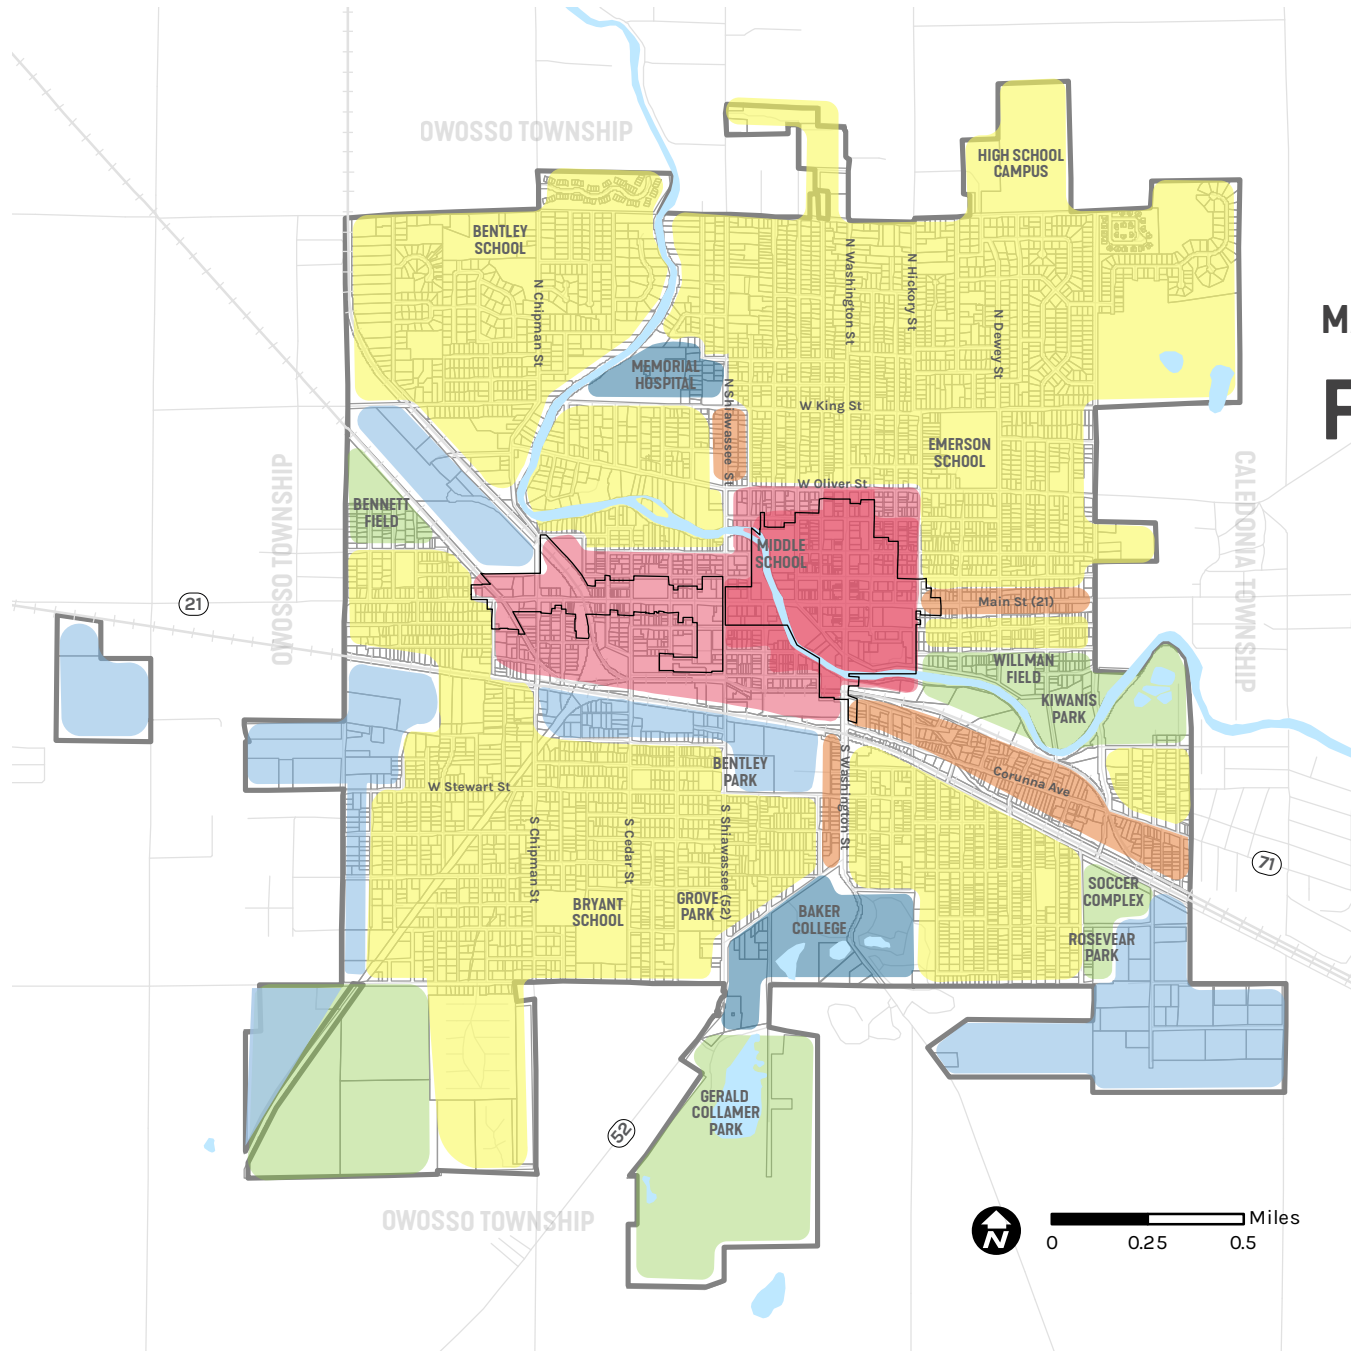 OWOSSO TOWNSHIP
HIGH SCHOOL
CAMPUS
BENTLEY
SCHOOL
N Washington St
N Hickory St
N Chipman St
N Dewey St
M
MEMORIAL
HOSPITAL
N Shiawassee St
W King St
F
EMERSON
SCHOOL
CALEDONIA TOWNSHIP
OWOSSO TOWNSHIP
W Oliver St
BENNETT
FIELD
MIDDLE
SCHOOL
21
Main St (21)
WILLMAN
FIELD
KIWANIS
PARK
BENTLEY
PARK
S Washington St
Corunna Ave
W Stewart St
S Chipman St
S Cedar St
S Shiawassee (52)
71
SOCCER
COMPLEX
GROVE
PARK
BRYANT
SCHOOL
BAKER
COLLEGE
ROSEVEAR
PARK
GERALD
COLLAMER
PARK
52
OWOSSO TOWNSHIP
N
Miles
0 0.25 0.5